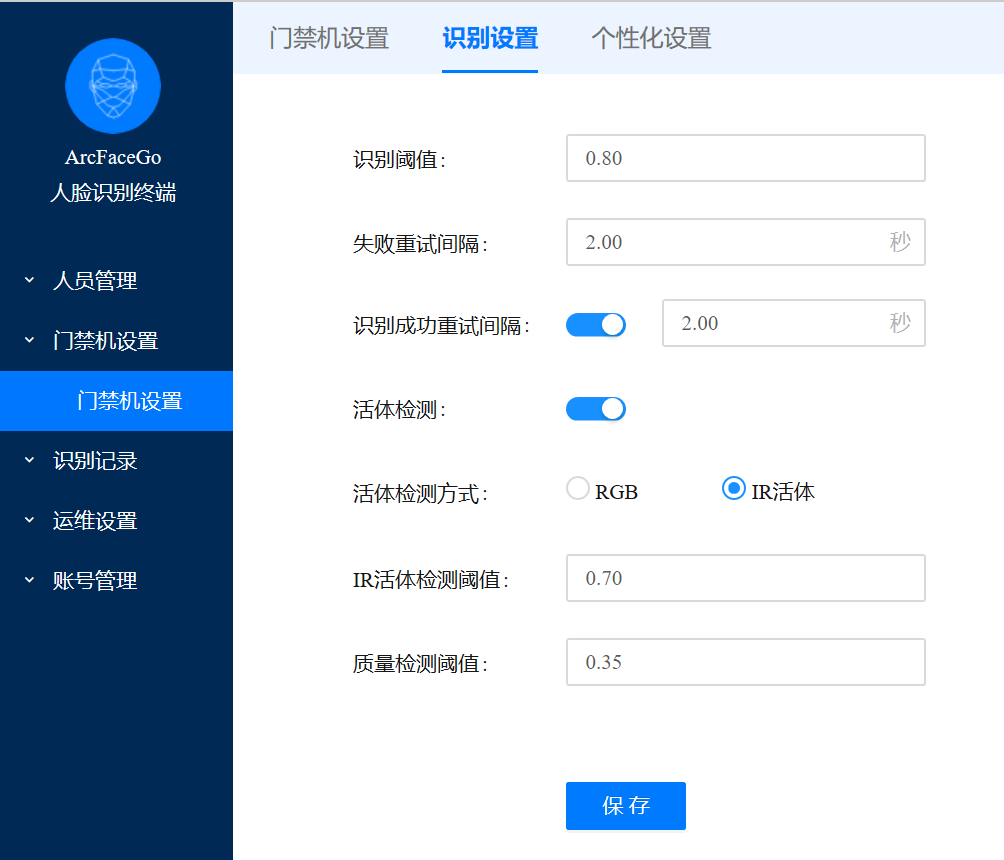 门禁机设置 识别设置 个性化设置
ArcFaceGo
人脸识别终端
人员管理
门禁机设置
门禁机设置
识别记录
运维设置
账号管理
识别阈值: 0.80
失败重试间隔: 2.00 秒
识别成功重试间隔: 2.00 秒
活体检测:
活体检测方式: RGB IR活体
IR活体检测阈值: 0.70
质量检测阈值: 0.35
保存